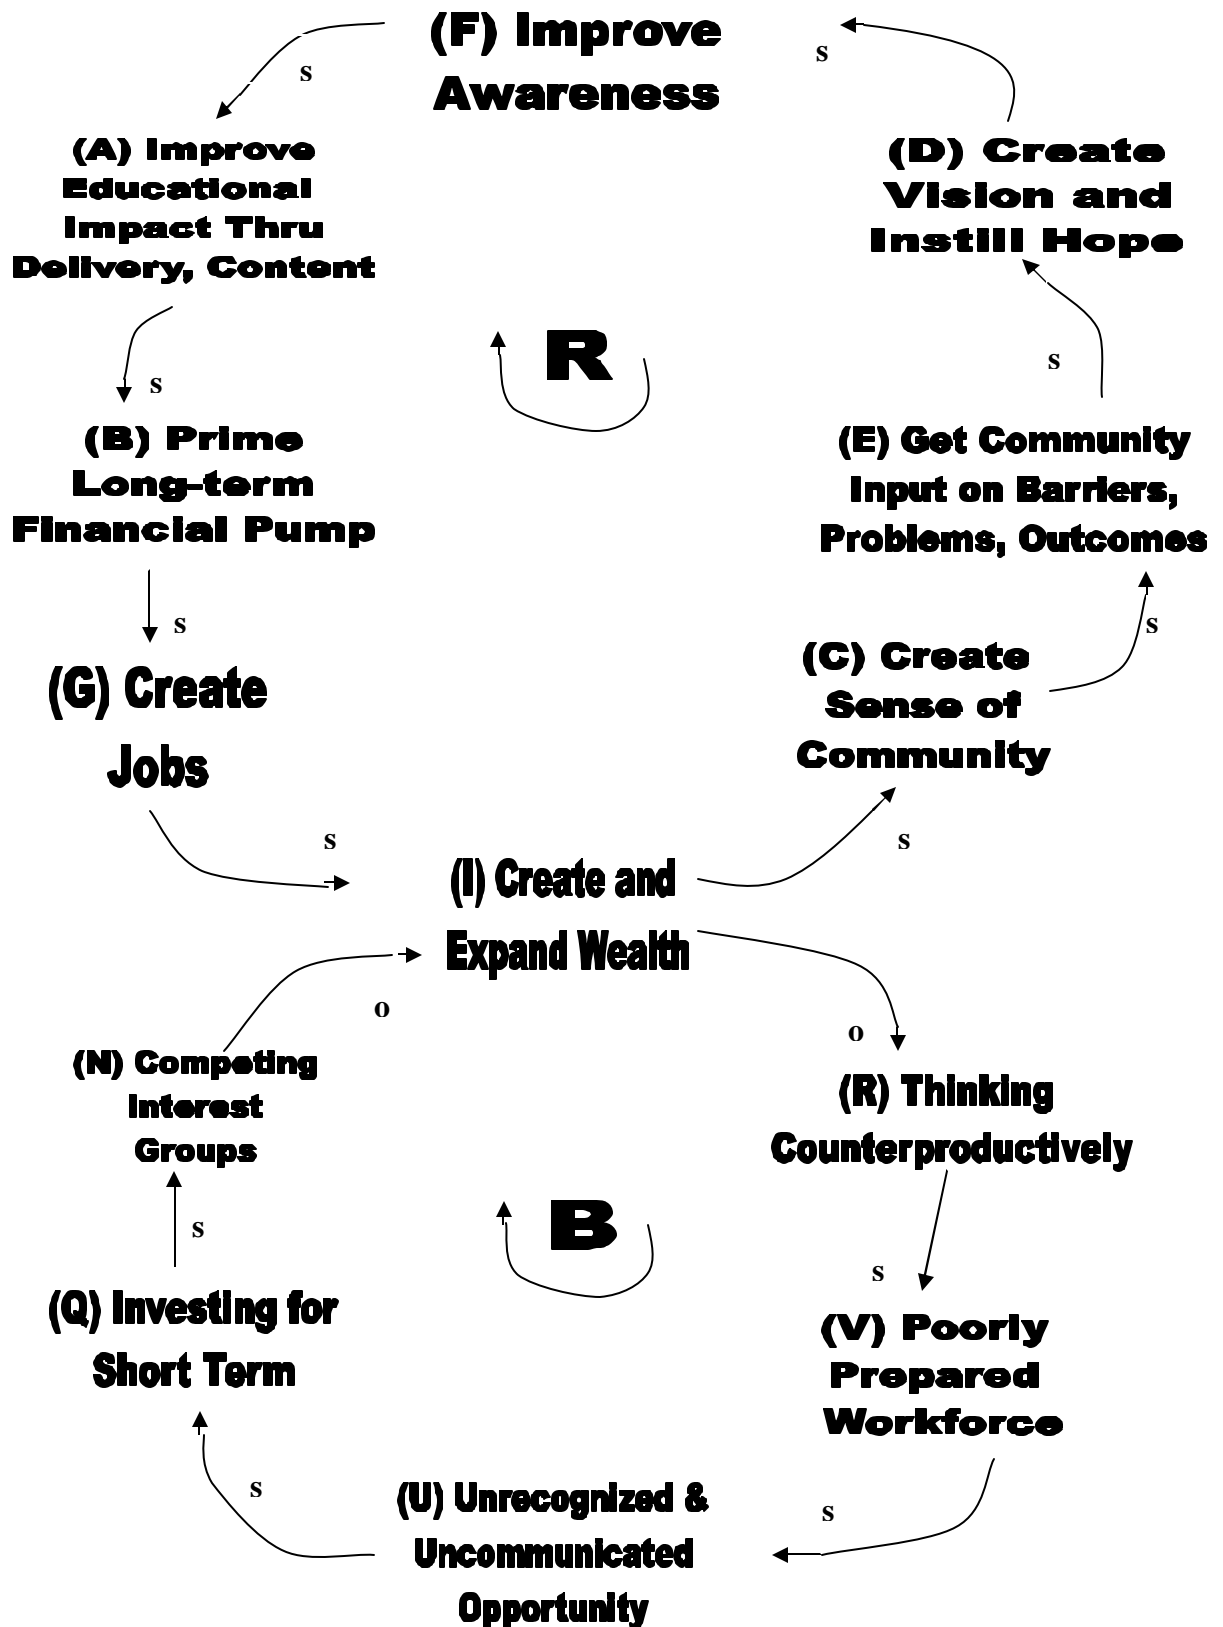 (F) Improve
Awareness
s
s
(A) Improve
Educational
Impact Thru
Delivery, Content
(D) Create
Vision and
Instill Hope
R
s
s
(B) Prime
Long-term
Financial Pump
(E) Get Community
Input on Barriers,
Problems, Outcomes
s
s
(G) Create
Jobs
(C) Create
Sense of
Community
s
s
(I) Create and
Expand Wealth
o
o
(N) Competing
Interest
Groups
(R) Thinking
Counterproductively
B
s
s
(Q) Investing for
Short Term
(V) Poorly
Prepared
Workforce
s
s
(U) Unrecognized &
Uncommunicated
Opportunity